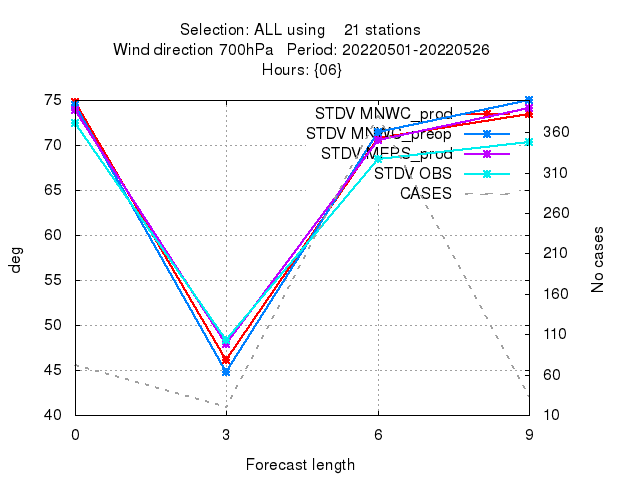 Selection: ALL using 21 stations
Wind direction 700hPa Period: 20220501-20220526
Hours: {06}
75
70
65
60
55
50
45
40
deg
STDV MNWC_prod
STDV MNWC_preop
STDV MEPS_prod
STDV OBS
CASES
360
310
260
210
160
110
60
10
No cases
0 3 6 9
Forecast length